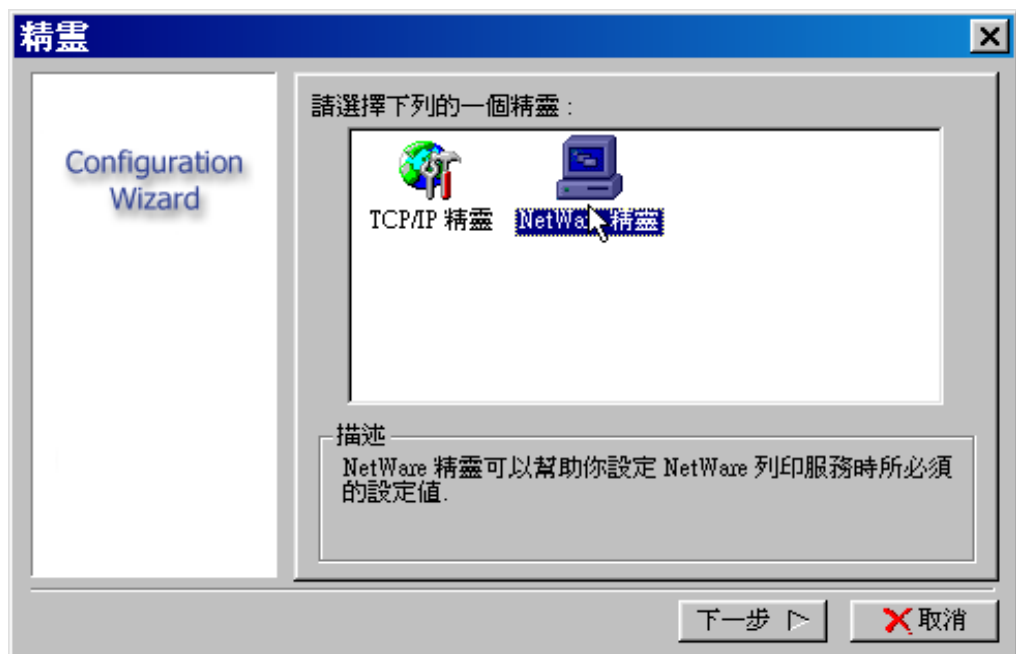 精靈
Configuration
Wizard
請選擇下列的一個精靈：
TCP/IP 精靈
NetWare 精靈
描述
NetWare 精靈可以幫助你設定 NetWare 列印服務時所必須
的設定值.
下一步
取消